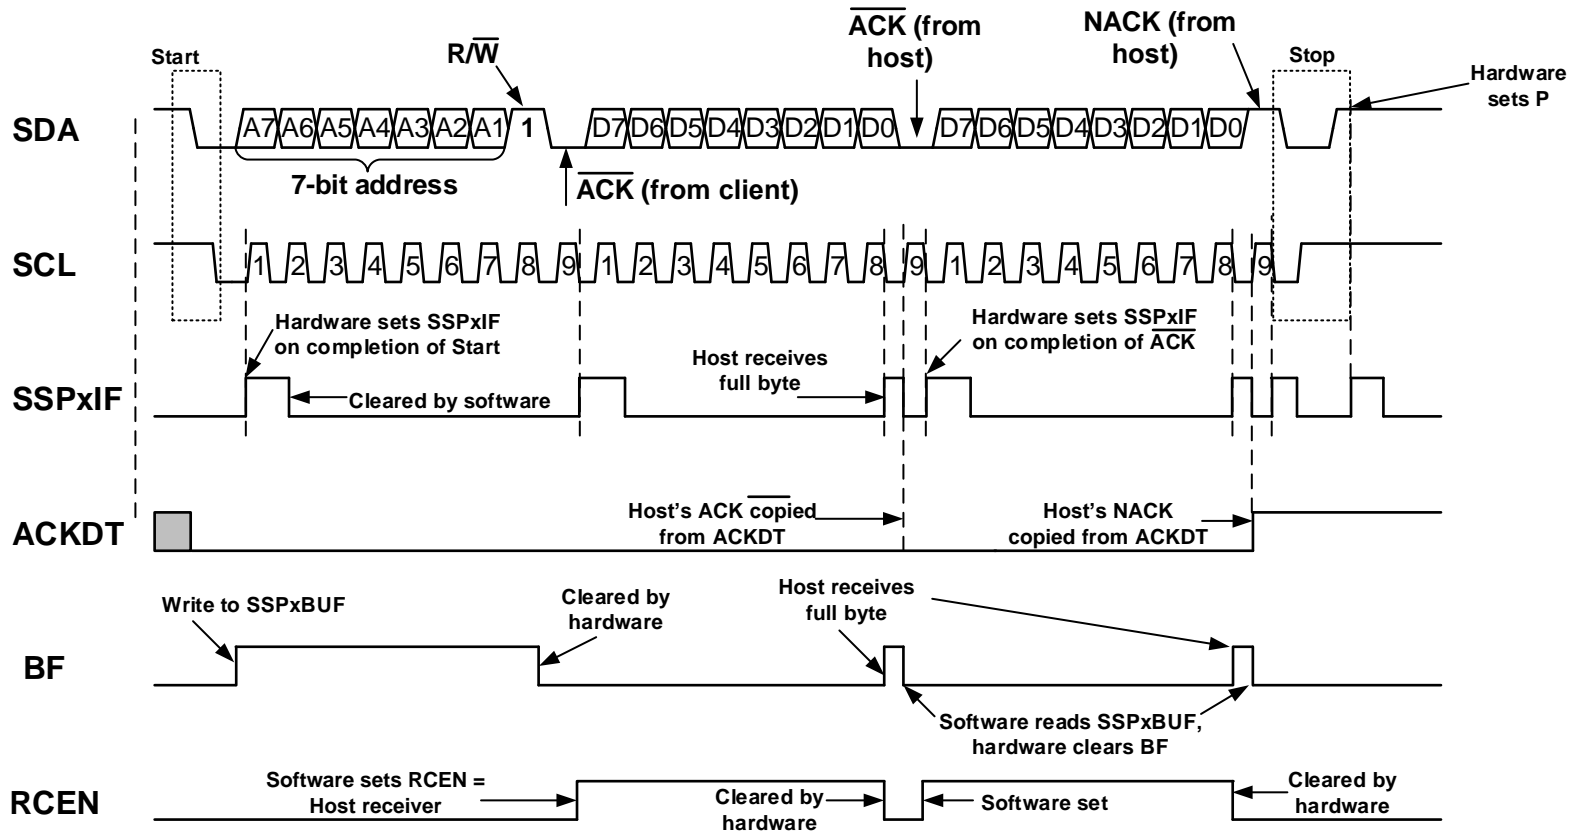 Start
R/W
ACK (from
host)
NACK (from
host)
Stop
Hardware
sets P
SDA
A7 A6 A5 A4 A3 A2 A1 1 D7 D6 D5 D4 D3 D2 D1 D0 D7 D6 D5 D4 D3 D2 D1 D0
7-bit address
ACK (from client)
SCL
1 2 3 4 5 6 7 8 9 1 2 3 4 5 6 7 8 9 1 2 3 4 5 6 7 8 9
Hardware sets SSPxIF
on completion of Start
Host receives
full byte
Hardware sets SSPxIF
on completion of ACK
SSPxIF
Cleared by software
ACKDT
Host's ACK copied
from ACKDT
Host's NACK
copied from ACKDT
Write to SSPxBUF
Cleared by
hardware
Host receives
full byte
BF
Software reads SSPxBUF,
hardware clears BF
RCEN
Software sets RCEN =
Host receiver
Cleared by
hardware
Software set
Cleared by
hardware